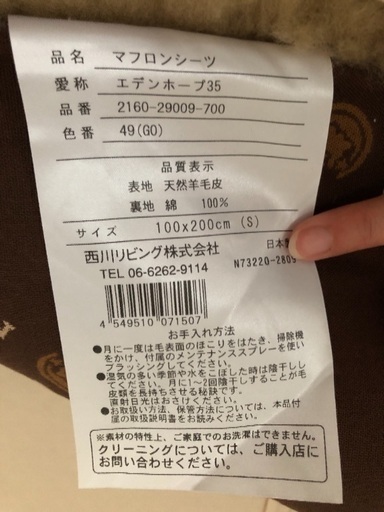 品名 マフロンシーツ
愛称 エデンホープ35
品番 2160-29009-700
色番 49(GO)
品質表示
表地 天然羊毛皮
裏地 綿 100%
サイズ 100x200cm (S)
西川リビング株式会社 日本製
TEL 06-6262-9114 N73220-2809
4 549510 071507
お手入れ方法
●月に一度は毛表面のほこりをはたき、掃除機
をかけ、付属のメンテナンススプレーを使い
ブラッシングしてください。
●湿気の多い季節や水をこぼした時は陰干しし
てください。月に1~2回陰干しすることが毛
皮類を長持ちさせる秘訣です。
直射日光はおさけください。
●お取扱い方法、保管方法については、本品付
属の取扱説明書をお読みください。
※素材の特性上、ご家庭でのお洗濯はできません。
クリーニングについては、ご購入店に
お問い合わせください。